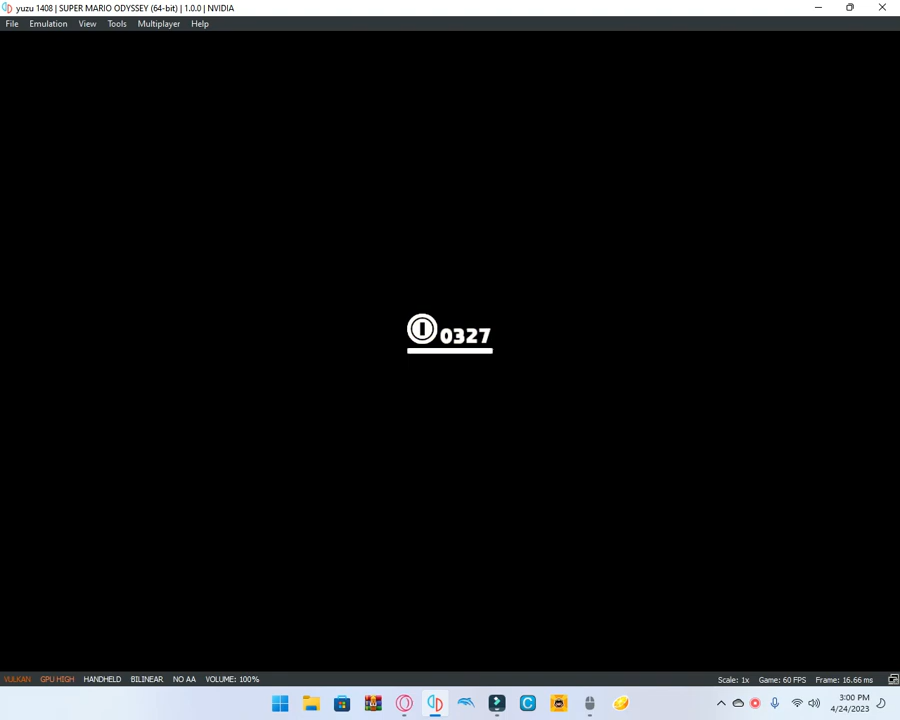 yuzu 1408 | SUPER MARIO ODYSSEY (64-bit) | 1.0.0 | NVIDIA
File Emulation View Tools Multiplayer Help
0327
VULKAN GPU HIGH HANDHELD BILINEAR NO AA VOLUME: 100% Scale: 1x Game: 60 FPS Frame: 16.66 ms
3:00 PM
4/24/2023